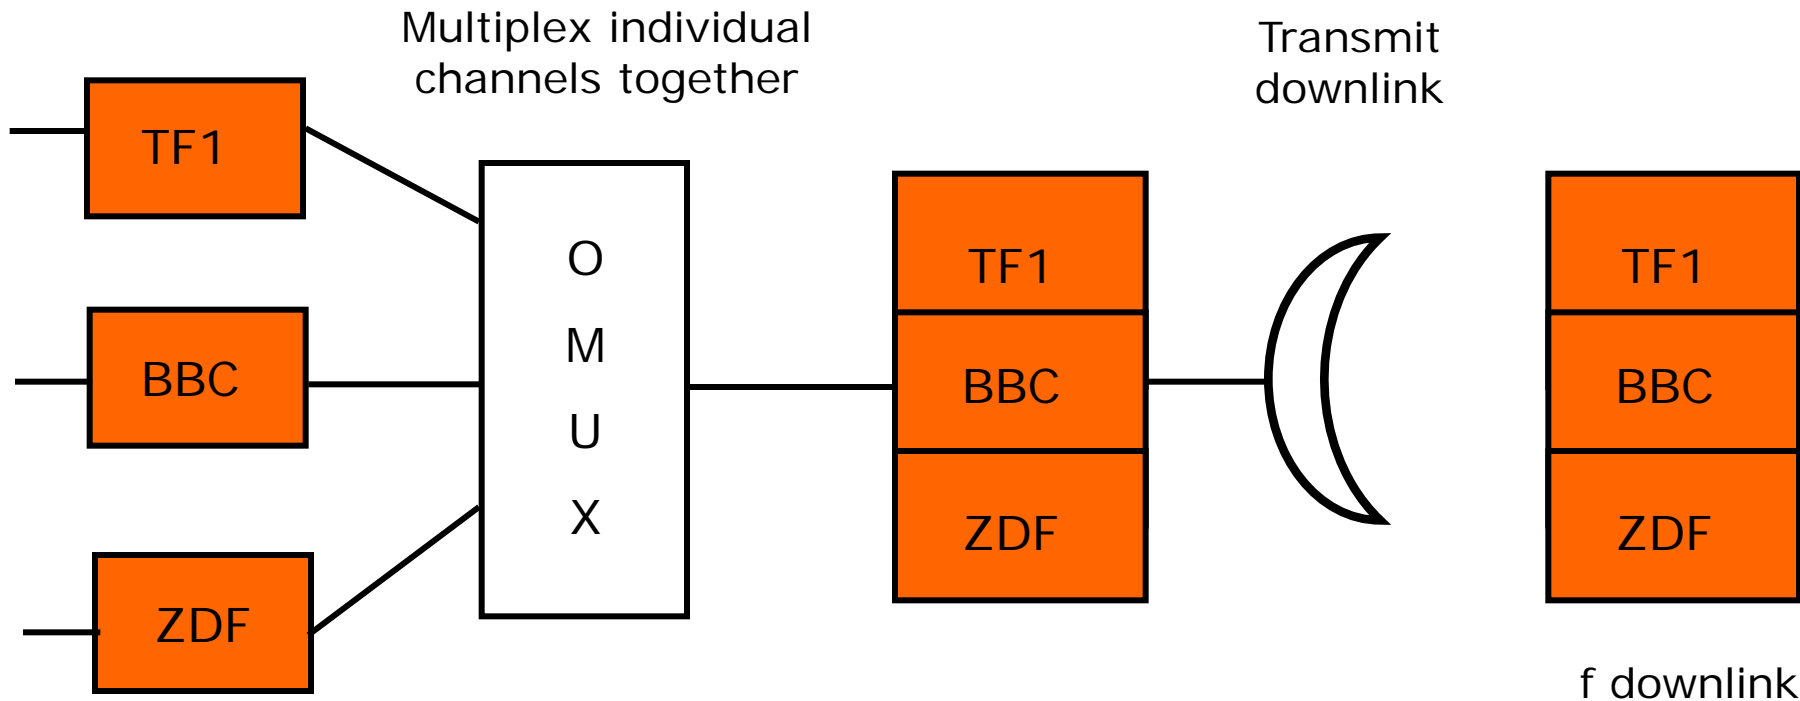 Multiplex individual
channels together
Transmit
downlink
TF1
BBC
ZDF
O
M
U
X
TF1
BBC
ZDF
TF1
BBC
ZDF
f downlink